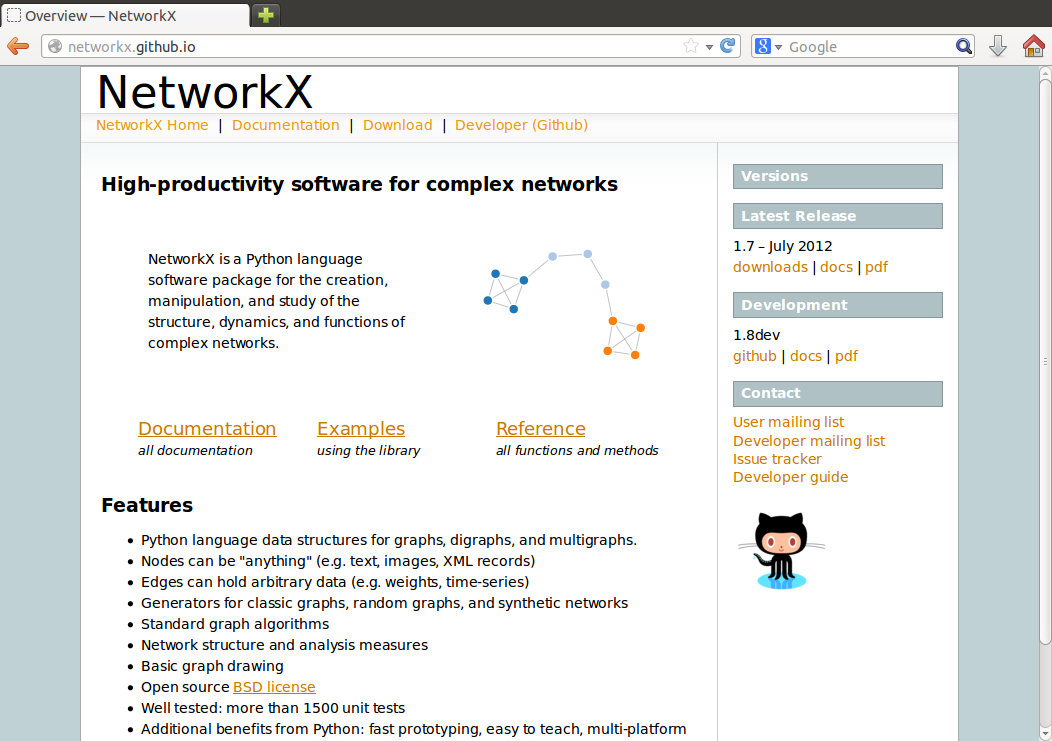 Overview — NetworkX
networkx.github.io
Google
NetworkX
NetworkX Home | Documentation | Download | Developer (Github)
High-productivity software for complex networks
NetworkX is a Python language
software package for the creation,
manipulation, and study of the
structure, dynamics, and functions of
complex networks.
Documentation
all documentation
Examples
using the library
Reference
all functions and methods
Features
• Python language data structures for graphs, digraphs, and multigraphs.
• Nodes can be "anything" (e.g. text, images, XML records)
• Edges can hold arbitrary data (e.g. weights, time-series)
• Generators for classic graphs, random graphs, and synthetic networks
• Standard graph algorithms
• Network structure and analysis measures
• Basic graph drawing
• Open source BSD license
• Well tested: more than 1500 unit tests
• Additional benefits from Python: fast prototyping, easy to teach, multi-platform
Versions
Latest Release
1.7 – July 2012
downloads | docs | pdf
Development
1.8dev
github | docs | pdf
Contact
User mailing list
Developer mailing list
Issue tracker
Developer guide